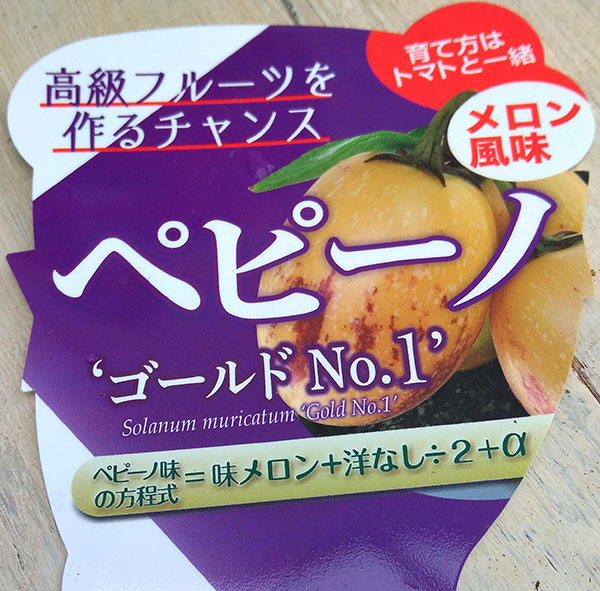 高級フルーツを
作るチャンス
育て方は
トマトと一緒
メロン
風味
ペピーノ
‘ゴールド No.1’
Solanum muricatum ‘Gold No.1’
ペピーノ味
の方程式
=味メロン+洋なし÷2+α